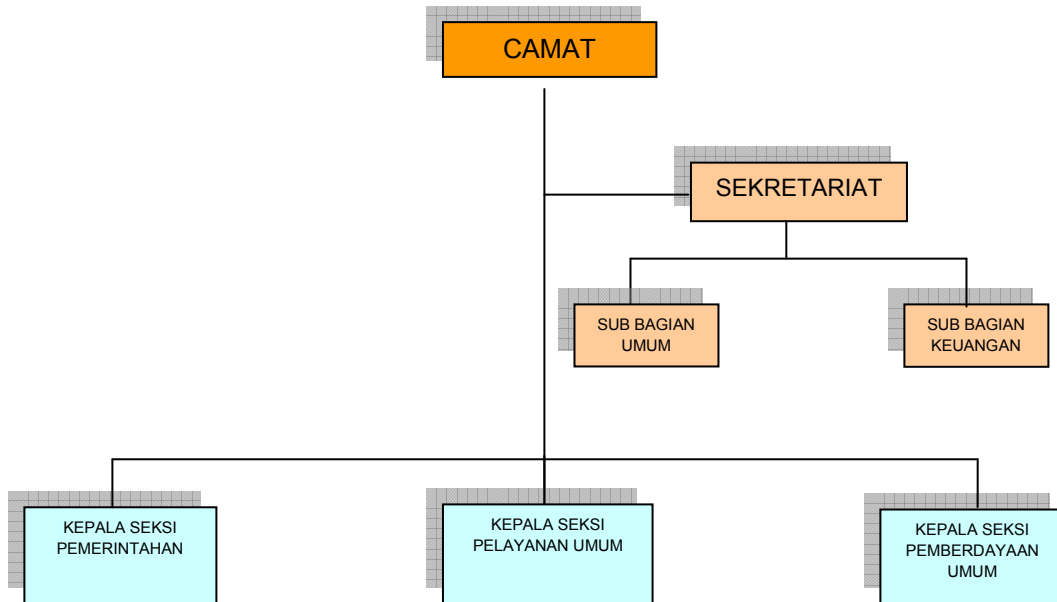 CAMAT
SEKRETARIAT
SUB BAGIAN
UMUM
SUB BAGIAN
KEUANGAN
KEPALA SEKSI
PEMERINTAHAN
KEPALA SEKSI
PELAYANAN UMUM
KEPALA SEKSI
PEMBERDAYAAN
UMUM